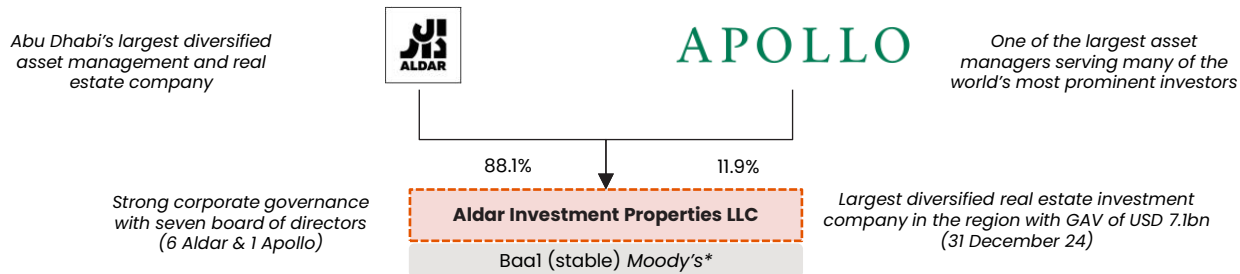 Abu Dhabi's largest diversified
asset management and real
estate company
الدار
ALDAR
APOLLO
One of the largest asset
managers serving many of the
world's most prominent investors
88.1%
11.9%
Strong corporate governance
with seven board of directors
(6 Aldar & 1 Apollo)
Aldar Investment Properties LLC
Baa1 (stable) Moody's*
Largest diversified real estate investment
company in the region with GAV of USD 7.1bn
(31 December 24)